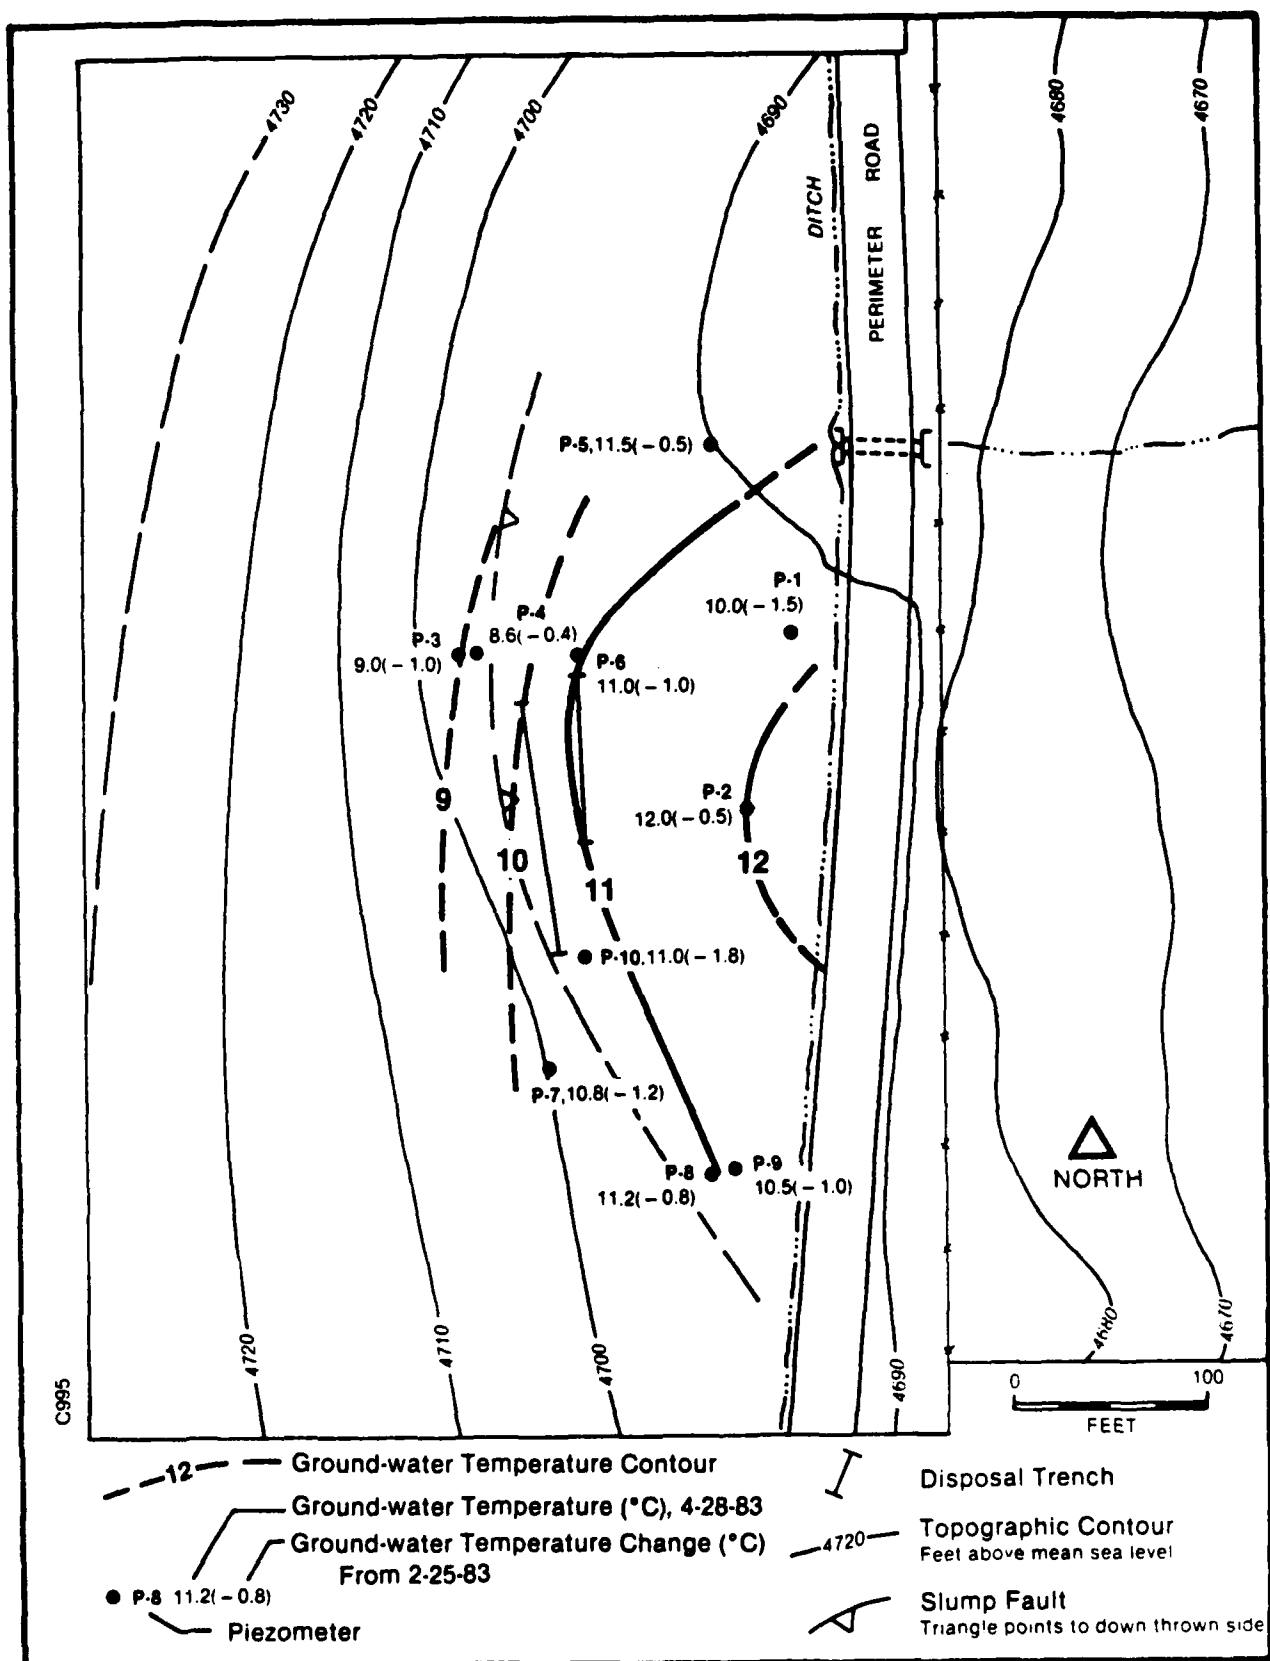 4730
4720
4710
4700
4690
4680
4670
DITCH
PERIMETER ROAD
P-5,11.5(-0.5)
P-1
10.0(-1.5)
P-4
8.6(-0.4)
P-3
9.0(-1.0)
P-6
11.0(-1.0)
9
P-2
12.0(-0.5)
10
11
12
P-10,11.0(-1.8)
P-7,10.8(-1.2)
P-8
11.2(-0.8)
P-9
10.5(-1.0)
NORTH
4720
4710
4700
4690
4680
4670
0 100
FEET
C995
12 Ground-water Temperature Contour
Ground-water Temperature (°C), 4-28-83
Ground-water Temperature Change (°C)
From 2-25-83
P-8 11.2(-0.8)
Piezometer
Disposal Trench
4720 Topographic Contour
Feet above mean sea level
Slump Fault
Triangle points to down thrown side